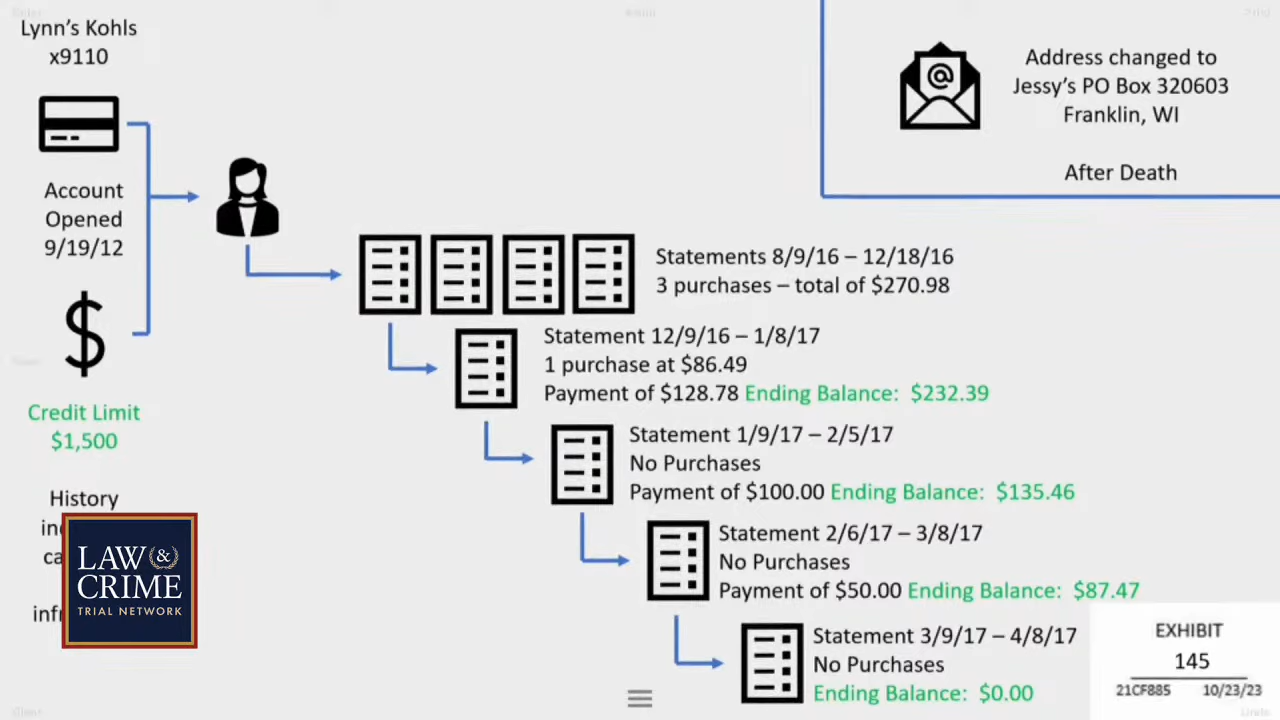 Lynn's Kohls
x9110
Account
Opened
9/19/12
Credit Limit
$1,500
History
Address changed to
Jessy's PO Box 320603
Franklin, WI
After Death
Statements 8/9/16 – 12/18/16
3 purchases – total of $270.98
Statement 12/9/16 – 1/8/17
1 purchase at $86.49
Payment of $128.78 Ending Balance: $232.39
Statement 1/9/17 – 2/5/17
No Purchases
Payment of $100.00 Ending Balance: $135.46
Statement 2/6/17 – 3/8/17
No Purchases
Payment of $50.00 Ending Balance: $87.47
Statement 3/9/17 – 4/8/17
No Purchases
Ending Balance: $0.00
LAW &
CRIME
TRIAL NETWORK
EXHIBIT
145
21CF885 10/23/23